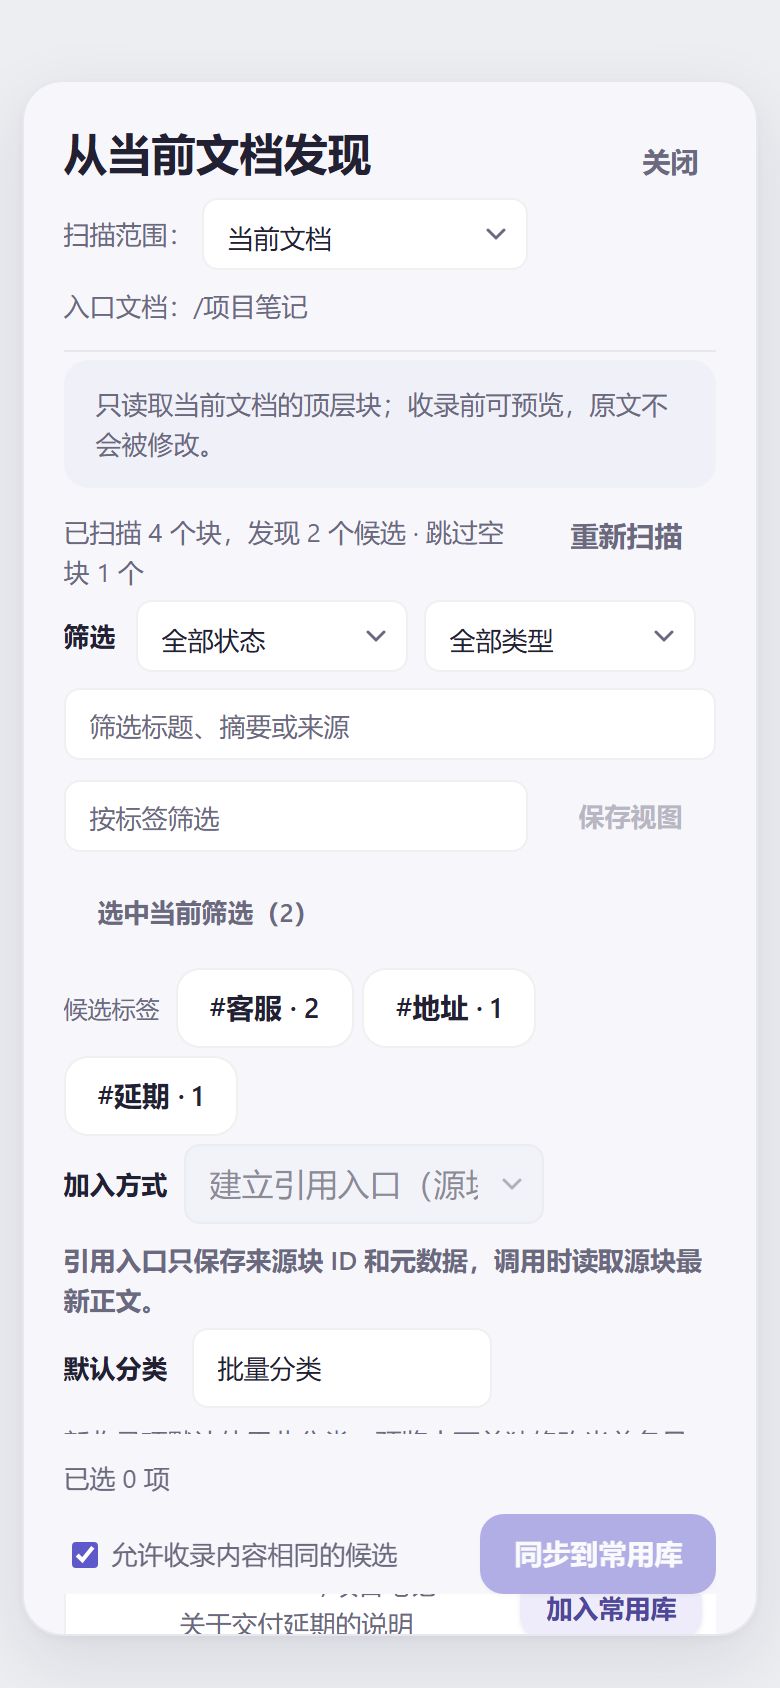 从当前文档发现
关闭
扫描范围：
当前文档
入口文档：/项目笔记
只读取当前文档的顶层块；收录前可预览，原文不
会被修改。
已扫描 4 个块，发现 2 个候选 · 跳过空
块 1 个
重新扫描
筛选
全部状态
全部类型
筛选标题、摘要或来源
按标签筛选
保存视图
选中当前筛选（2）
候选标签
#客服 · 2
#地址 · 1
#延期 · 1
加入方式
建立引用入口（源
引用入口只保存来源块 ID 和元数据，调用时读取源块最
新正文。
默认分类
批量分类
已选 0 项
允许收录内容相同的候选
同步到常用库
关于交付延期的说明
加入常用库